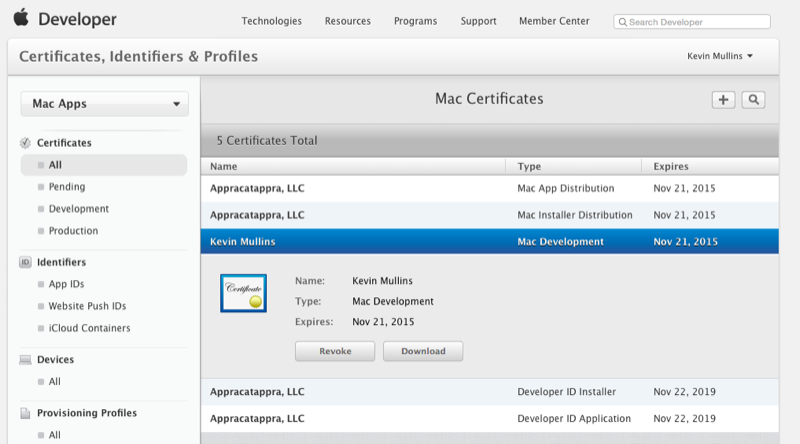 Developer
Technologies Resources Programs Support Member Center Search Developer
Certificates, Identifiers & Profiles
Kevin Mullins
Mac Apps
Mac Certificates
Certificates
All
Pending
Development
Production
Identifiers
App IDs
Website Push IDs
iCloud Containers
Devices
All
Provisioning Profiles
All
5 Certificates Total
Name Type Expires
Appracatappra, LLC Mac App Distribution Nov 21, 2015
Appracatappra, LLC Mac Installer Distribution Nov 21, 2015
Kevin Mullins Mac Development Nov 21, 2015
Certificate
Name: Kevin Mullins
Type: Mac Development
Expires: Nov 21, 2015
Revoke Download
Appracatappra, LLC Developer ID Installer Nov 22, 2019
Appracatappra, LLC Developer ID Application Nov 22, 2019
ID